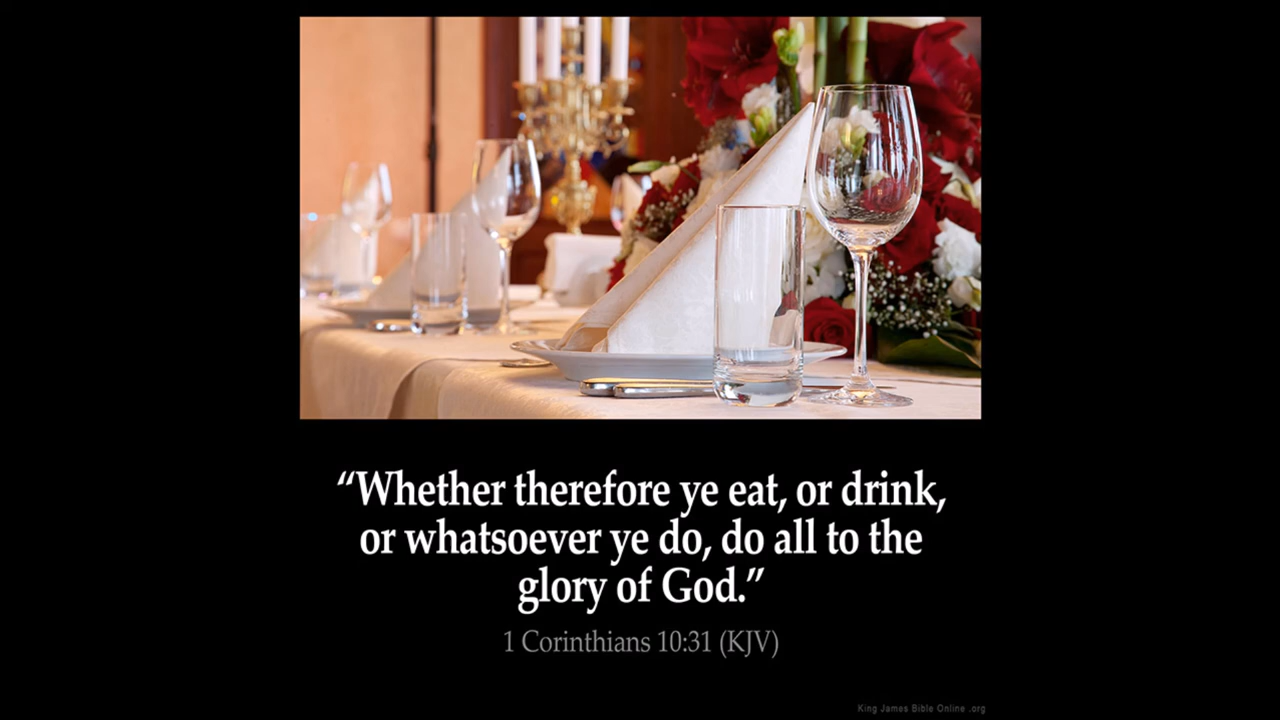 “Whether therefore ye eat, or drink,
or whatsoever ye do, do all to the
glory of God.”
1 Corinthians 10:31 (KJV)
King James Bible Online .org